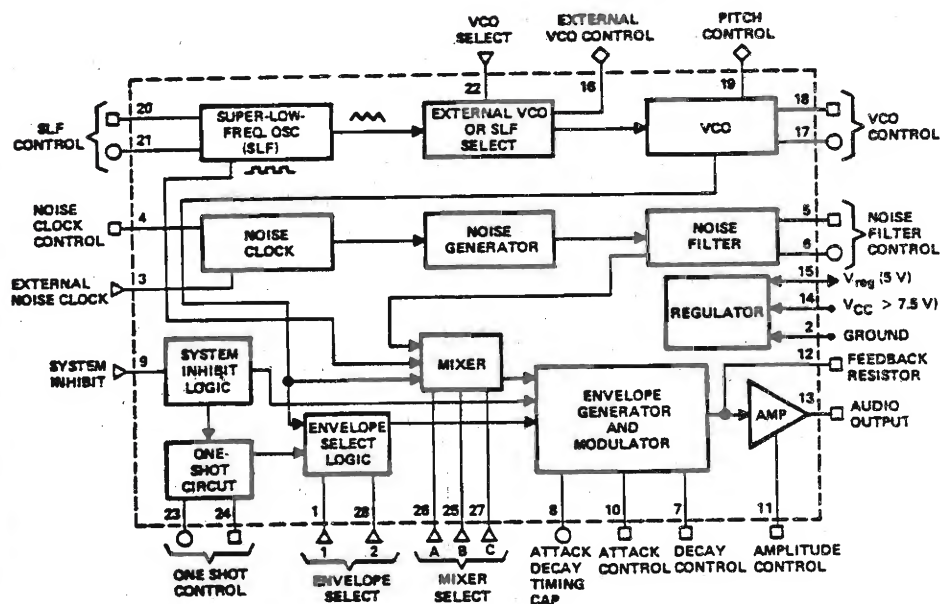 VCO
SELECT
EXTERNAL
VCO CONTROL
PITCH
CONTROL
22
16
19
20
21
SLF
CONTROL
SUPER-LOW-
FREQ. OSC
(SLF)
EXTERNAL VCO
OR SLF
SELECT
VCO
18
17
VCO
CONTROL
NOISE
CLOCK
CONTROL
4
NOISE
CLOCK
NOISE
GENERATOR
NOISE
FILTER
5
6
NOISE
FILTER
CONTROL
3
EXTERNAL
NOISE CLOCK
REGULATOR
15
Vreg (5 V)
14
VCC > 7.5 V)
2
GROUND
SYSTEM
INHIBIT
9
SYSTEM
INHIBIT
LOGIC
MIXER
12
FEEDBACK
RESISTOR
ENVELOPE
GENERATOR
AND
MODULATOR
AMP
13
AUDIO
OUTPUT
ONE-
SHOT
CIRCUT
ENVELOPE
SELECT
LOGIC
23
24
1
28
26
25
27
8
10
7
11
1
2
A
B
C
ONE SHOT
CONTROL
ENVELOPE
SELECT
MIXER
SELECT
ATTACK
DECAY
TIMING
CAP
ATTACK
CONTROL
DECAY
CONTROL
AMPLITUDE
CONTROL